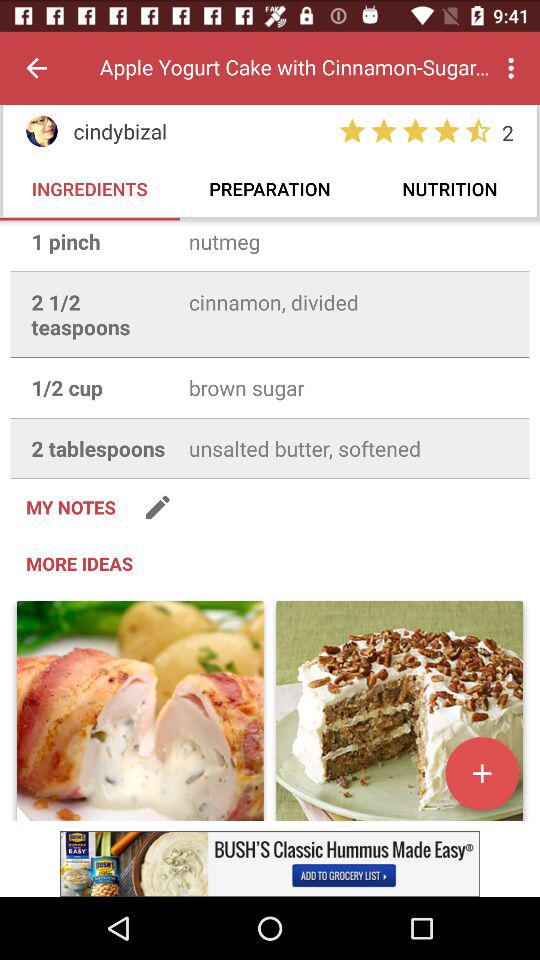 FAKE
9:41
Apple Yogurt Cake with Cinnamon-Sugar...
cindybizal
2
INGREDIENTS PREPARATION NUTRITION
1 pinch nutmeg
2 1/2 cinnamon, divided
teaspoons
1/2 cup brown sugar
2 tablespoons unsalted butter, softened
MY NOTES
MORE IDEAS
BUSH'S Classic Hummus Made Easy®
ADD TO GROCERY LIST